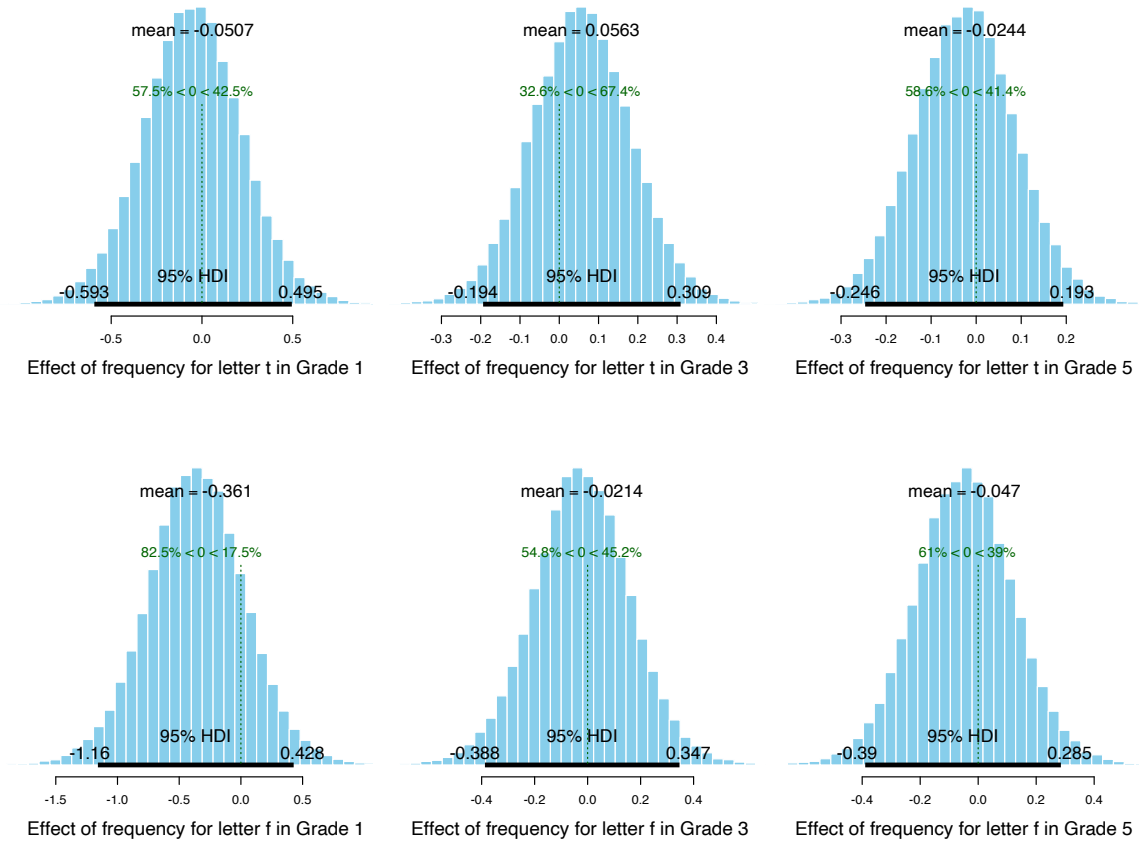 mean = -0.0507
57.5% < 0 < 42.5%
95% HDI
-0.593 0.495
-0.5 0.0 0.5
Effect of frequency for letter t in Grade 1
mean = 0.0563
32.6% < 0 < 67.4%
95% HDI
-0.194 0.309
-0.3 -0.2 -0.1 0.0 0.1 0.2 0.3 0.4
Effect of frequency for letter t in Grade 3
mean = -0.0244
58.6% < 0 < 41.4%
95% HDI
-0.246 0.193
-0.3 -0.2 -0.1 0.0 0.1 0.2
Effect of frequency for letter t in Grade 5
mean = -0.361
82.5% < 0 < 17.5%
95% HDI
-1.16 0.428
-1.5 -1.0 -0.5 0.0 0.5
Effect of frequency for letter f in Grade 1
mean = -0.0214
54.8% < 0 < 45.2%
95% HDI
-0.388 0.347
-0.4 -0.2 0.0 0.2 0.4
Effect of frequency for letter f in Grade 3
mean = -0.047
61% < 0 < 39%
95% HDI
-0.39 0.285
-0.4 -0.2 0.0 0.2 0.4
Effect of frequency for letter f in Grade 5